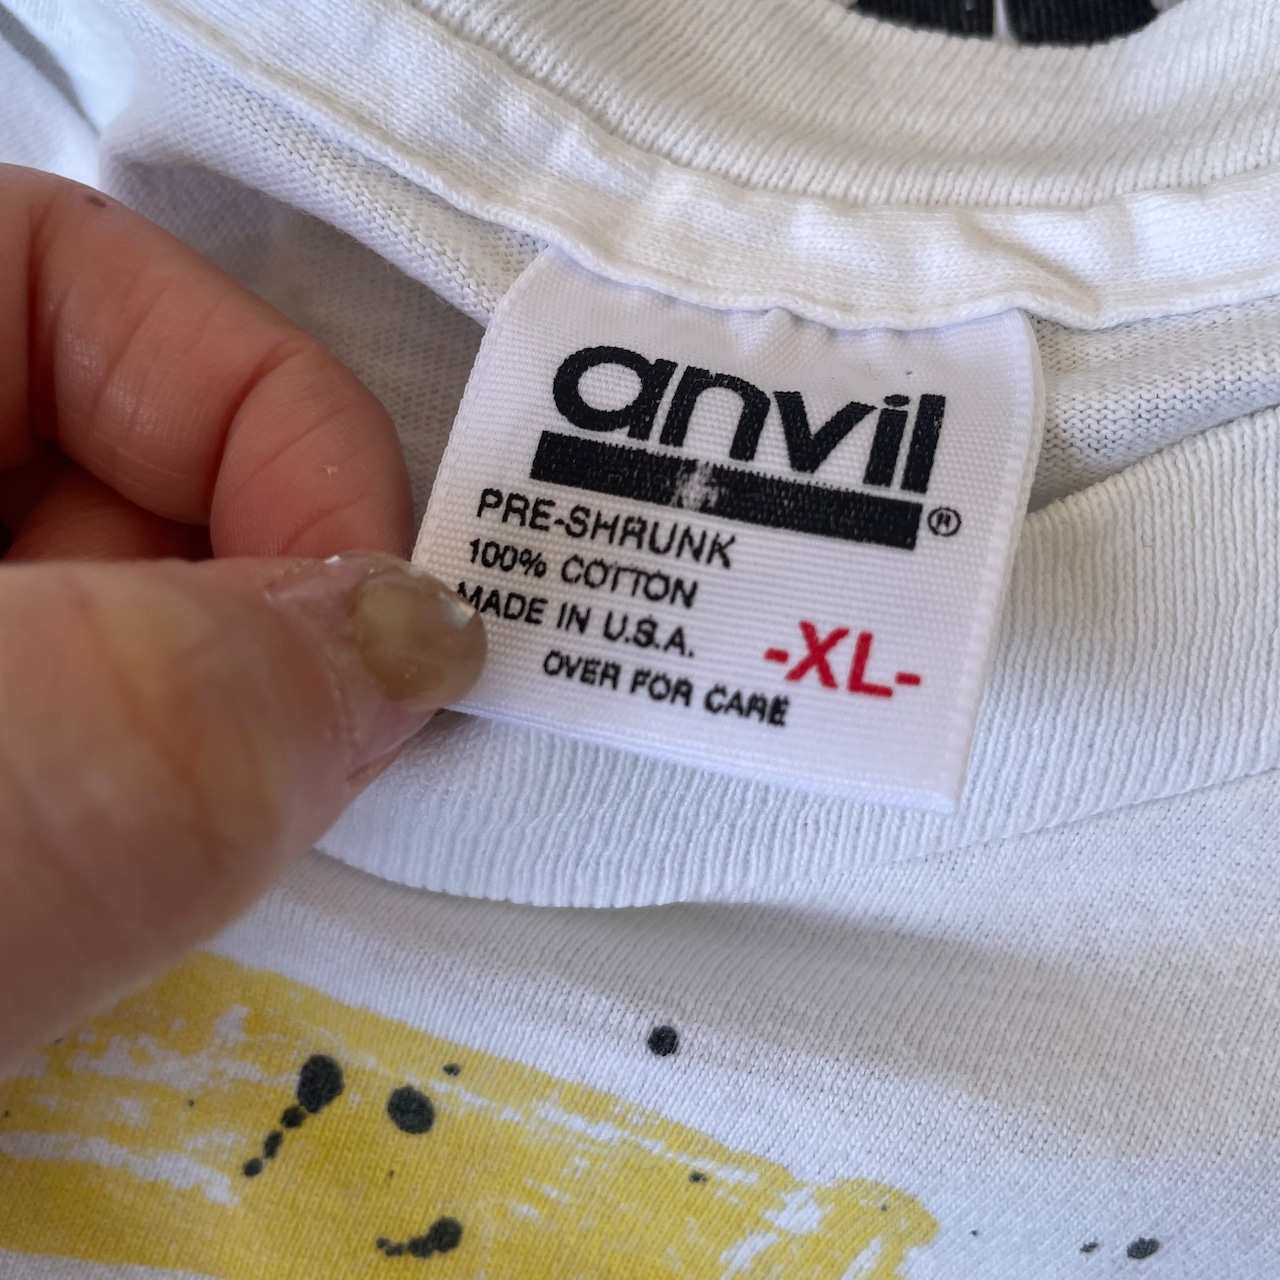 anvil®
PRE-SHRUNK
100% COTTON
MADE IN U.S.A.
-XL-
OVER FOR CARE